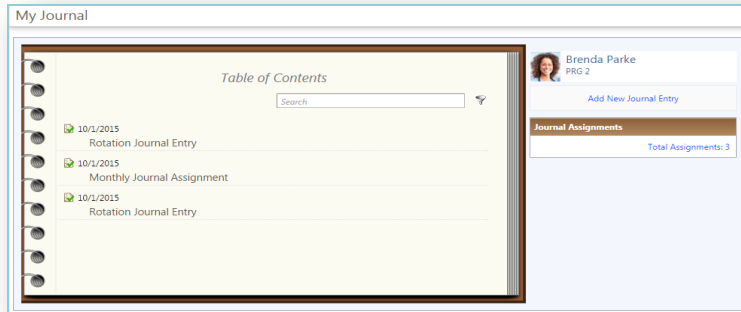 My Journal
Table of Contents
Search
10/1/2015
Rotation Journal Entry
10/1/2015
Monthly Journal Assignment
10/1/2015
Rotation Journal Entry
Brenda Parke
PRG 2
Add New Journal Entry
Journal Assignments
Total Assignments: 3